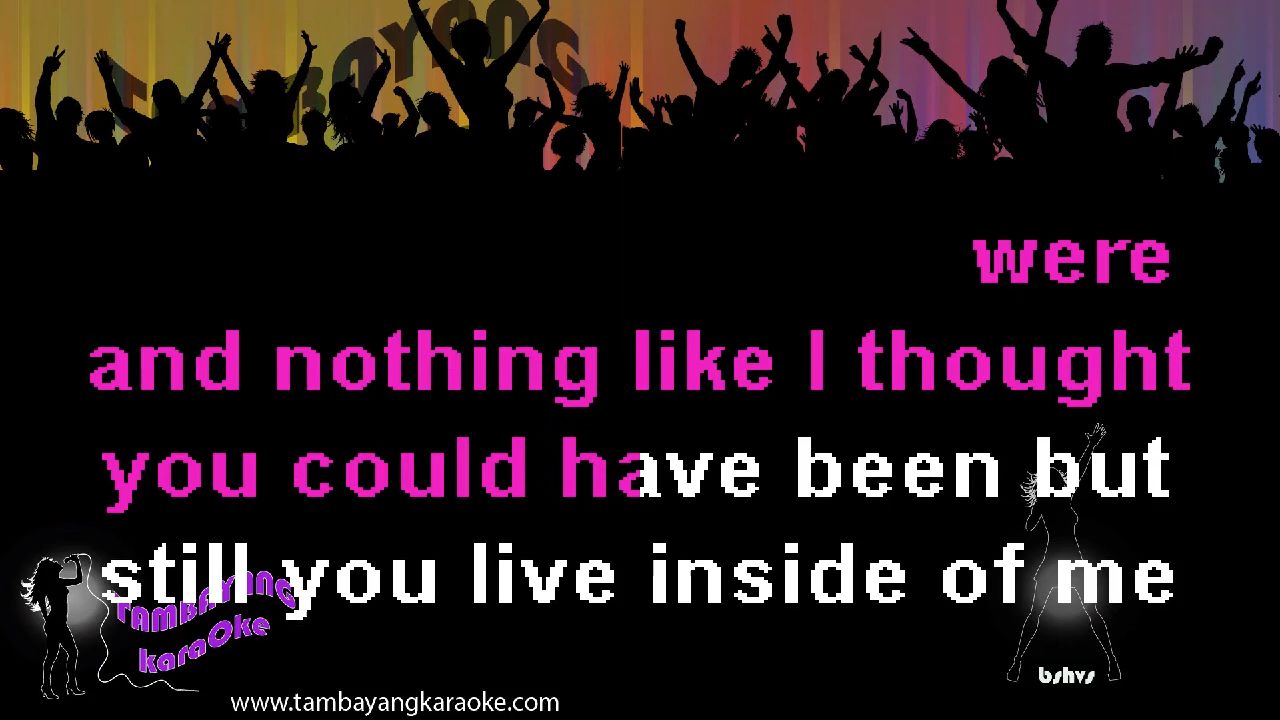 TAMBAYANG
were
and nothing like I thought
you could have been but
still you live inside of me
TAMBAYANG
karaOke
bshvs
www.tambayangkaraoke.com